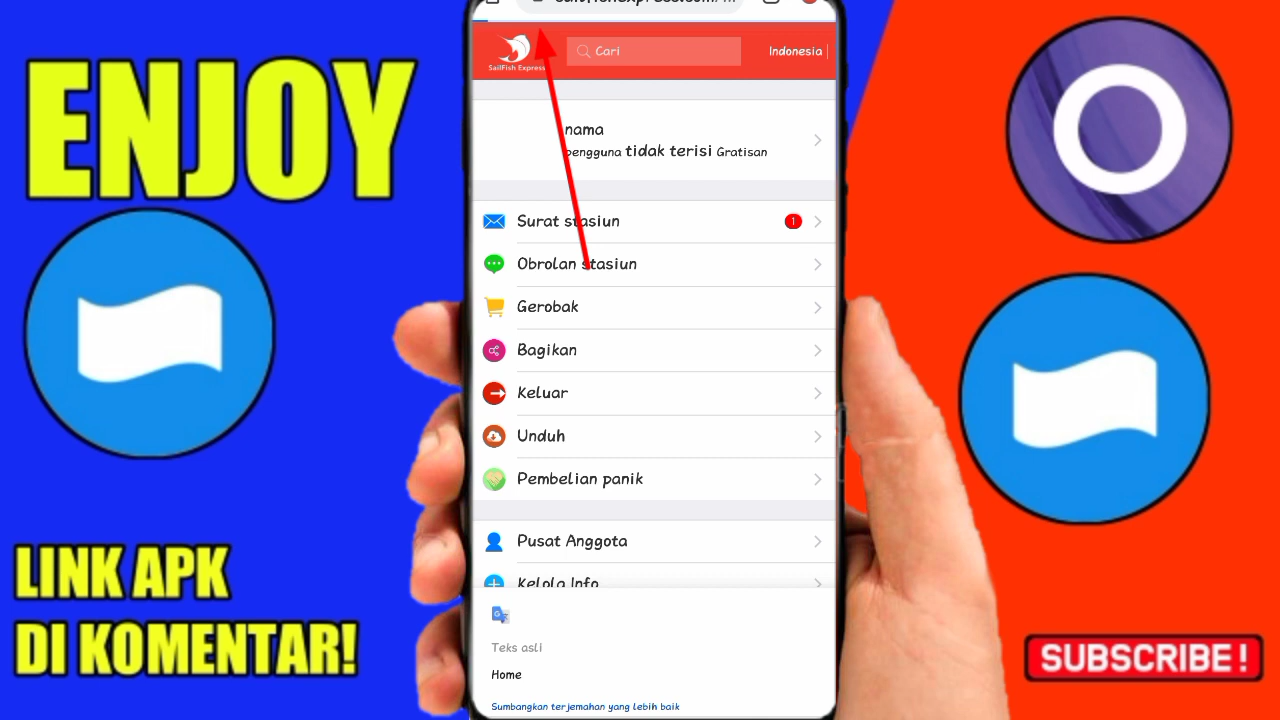 ENJOY
SailFish Express
Cari
Indonesia
nama
pengguna tidak terisi Gratisan
Surat stasiun
1
Obrolan stasiun
Gerobak
Bagikan
Keluar
Unduh
Pembelian panik
Pusat Anggota
Kelola Info
Teks asli
Home
Sumbangkan terjemahan yang lebih baik
LINK APK
DI KOMENTAR!
SUBSCRIBE!